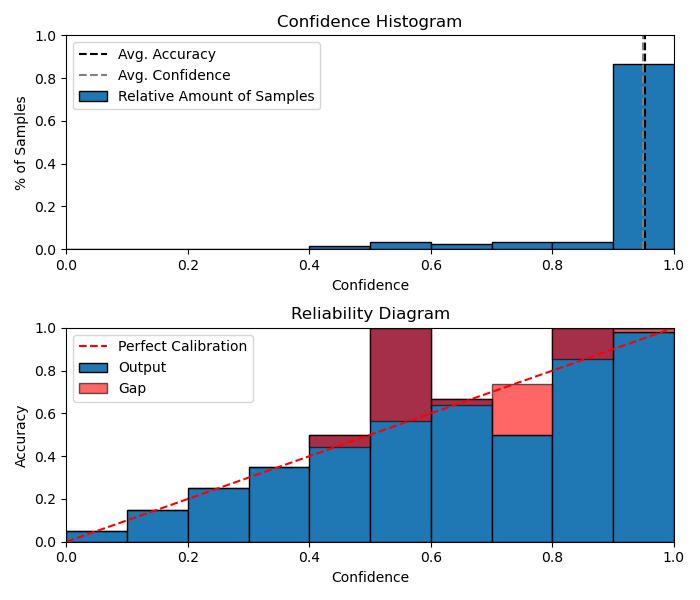 Confidence Histogram
1.0
0.8
0.6
0.4
0.2
0.0
% of Samples
Avg. Accuracy
Avg. Confidence
Relative Amount of Samples
0.0 0.2 0.4 0.6 0.8 1.0
Confidence
Reliability Diagram
1.0
0.8
0.6
0.4
0.2
0.0
Accuracy
Perfect Calibration
Output
Gap
0.0 0.2 0.4 0.6 0.8 1.0
Confidence